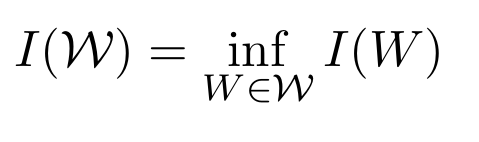 I(𝒲) = inf_{W∈𝒲} I(W)